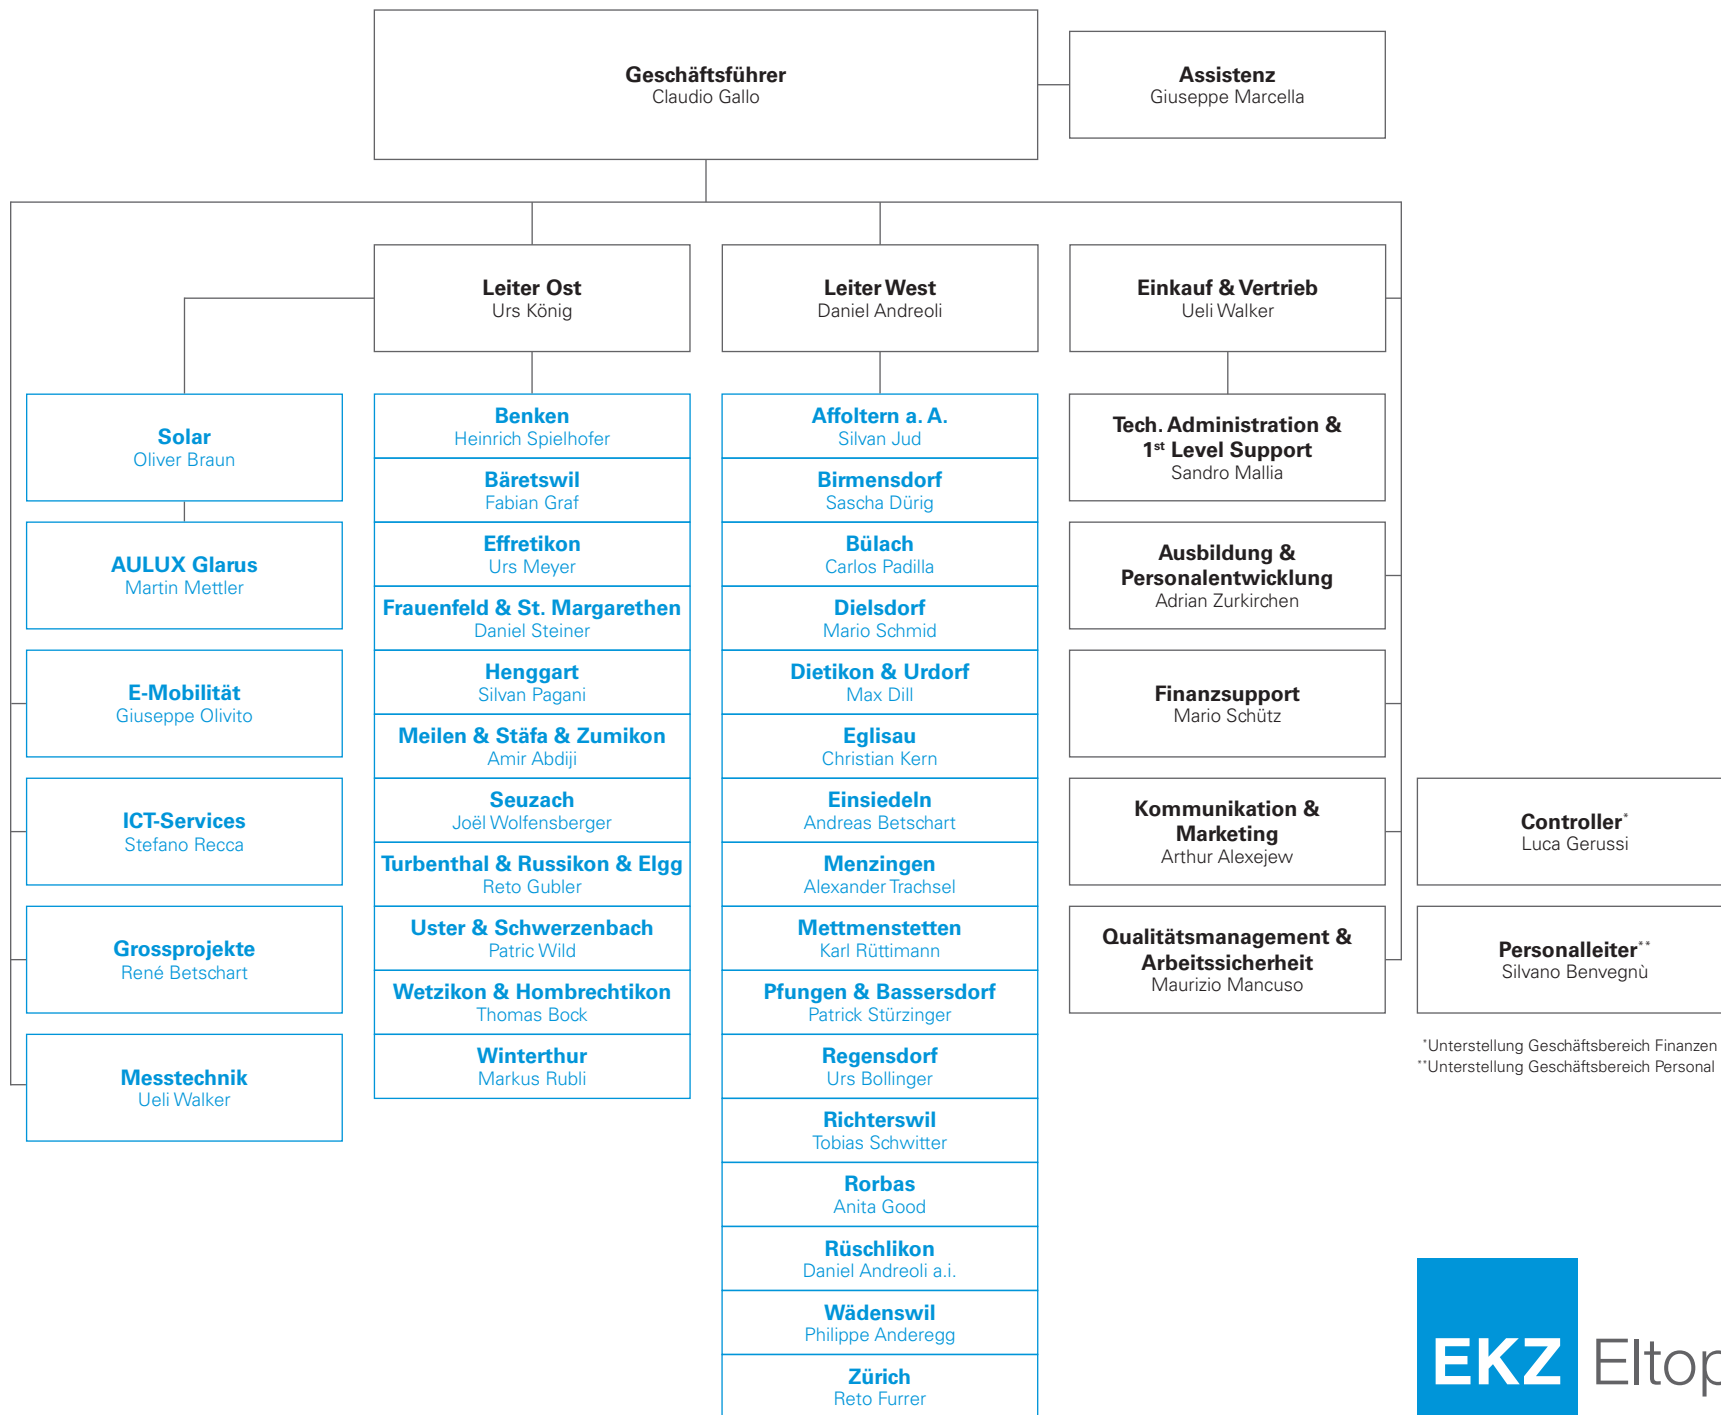 Geschäftsführer
Claudio Gallo
Assistenz
Giuseppe Marcella
Leiter Ost
Urs König
Leiter West
Daniel Andreoli
Einkauf & Vertrieb
Ueli Walker
Solar
Oliver Braun
AULUX Glarus
Martin Mettler
E-Mobilität
Giuseppe Olivito
ICT-Services
Stefano Recca
Grossprojekte
René Betschart
Messtechnik
Ueli Walker
Benken
Heinrich Spielhofer
Bäretswil
Fabian Graf
Effretikon
Urs Meyer
Frauenfeld & St. Margarethen
Daniel Steiner
Henggart
Silvan Pagani
Meilen & Stäfa & Zumikon
Amir Abdiji
Seuzach
Joël Wolfensberger
Turbenthal & Russikon & Elgg
Reto Gubler
Uster & Schwerzenbach
Patric Wild
Wetzikon & Hombrechtikon
Thomas Bock
Winterthur
Markus Rubli
Affoltern a. A.
Silvan Jud
Birmensdorf
Sascha Dürig
Bülach
Carlos Padilla
Dielsdorf
Mario Schmid
Dietikon & Urdorf
Max Dill
Eglisau
Christian Kern
Einsiedeln
Andreas Betschart
Menzingen
Alexander Trachsel
Mettmenstetten
Karl Rüttimann
Pfungen & Bassersdorf
Patrick Stürzinger
Regensdorf
Urs Bollinger
Richterswil
Tobias Schwitter
Rorbas
Anita Good
Rüschlikon
Daniel Andreoli a.i.
Wädenswil
Philippe Anderegg
Zürich
Reto Furrer
Tech. Administration &
1st Level Support
Sandro Mallia
Ausbildung &
Personalentwicklung
Adrian Zurkirchen
Finanzsupport
Mario Schütz
Kommunikation &
Marketing
Arthur Alexejew
Qualitätsmanagement &
Arbeitssicherheit
Maurizio Mancuso
Controller*
Luca Gerussi
Personalleiter**
Silvano Benvegnù
*Unterstellung Geschäftsbereich Finanzen
**Unterstellung Geschäftsbereich Personal
EKZ Eltop